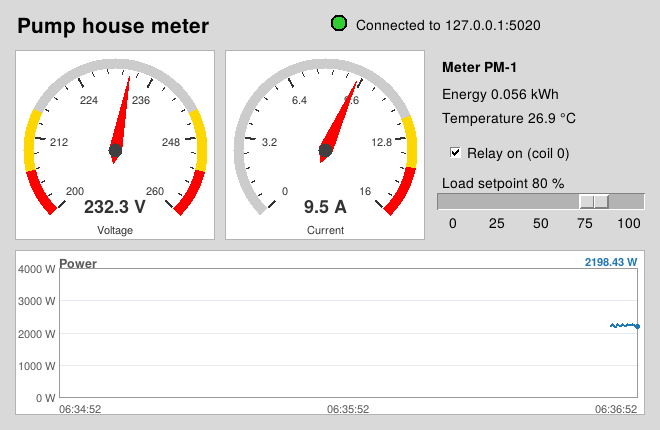 Pump house meter
Connected to 127.0.0.1:5020
224
236
212
248
200
260
232.3 V
Voltage
6.4
9.6
3.2
12.8
0
16
9.5 A
Current
Meter PM-1
Energy 0.056 kWh
Temperature 26.9 °C
Relay on (coil 0)
Load setpoint 80 %
0 25 50 75 100
Power
2198.43 W
4000 W
3000 W
2000 W
1000 W
0 W
06:34:52 06:35:52 06:36:52